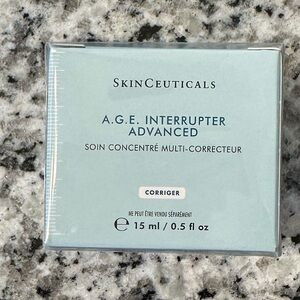 SKINCEUTICALS
A.G.E. INTERRUPTER
ADVANCED
SOIN CONCENTRÉ MULTI-CORRECTEUR
CORRIGER
NE PEUT ÊTRE VENDU SÉPARÉMENT
℮ 15 ml / 0.5 fl oz